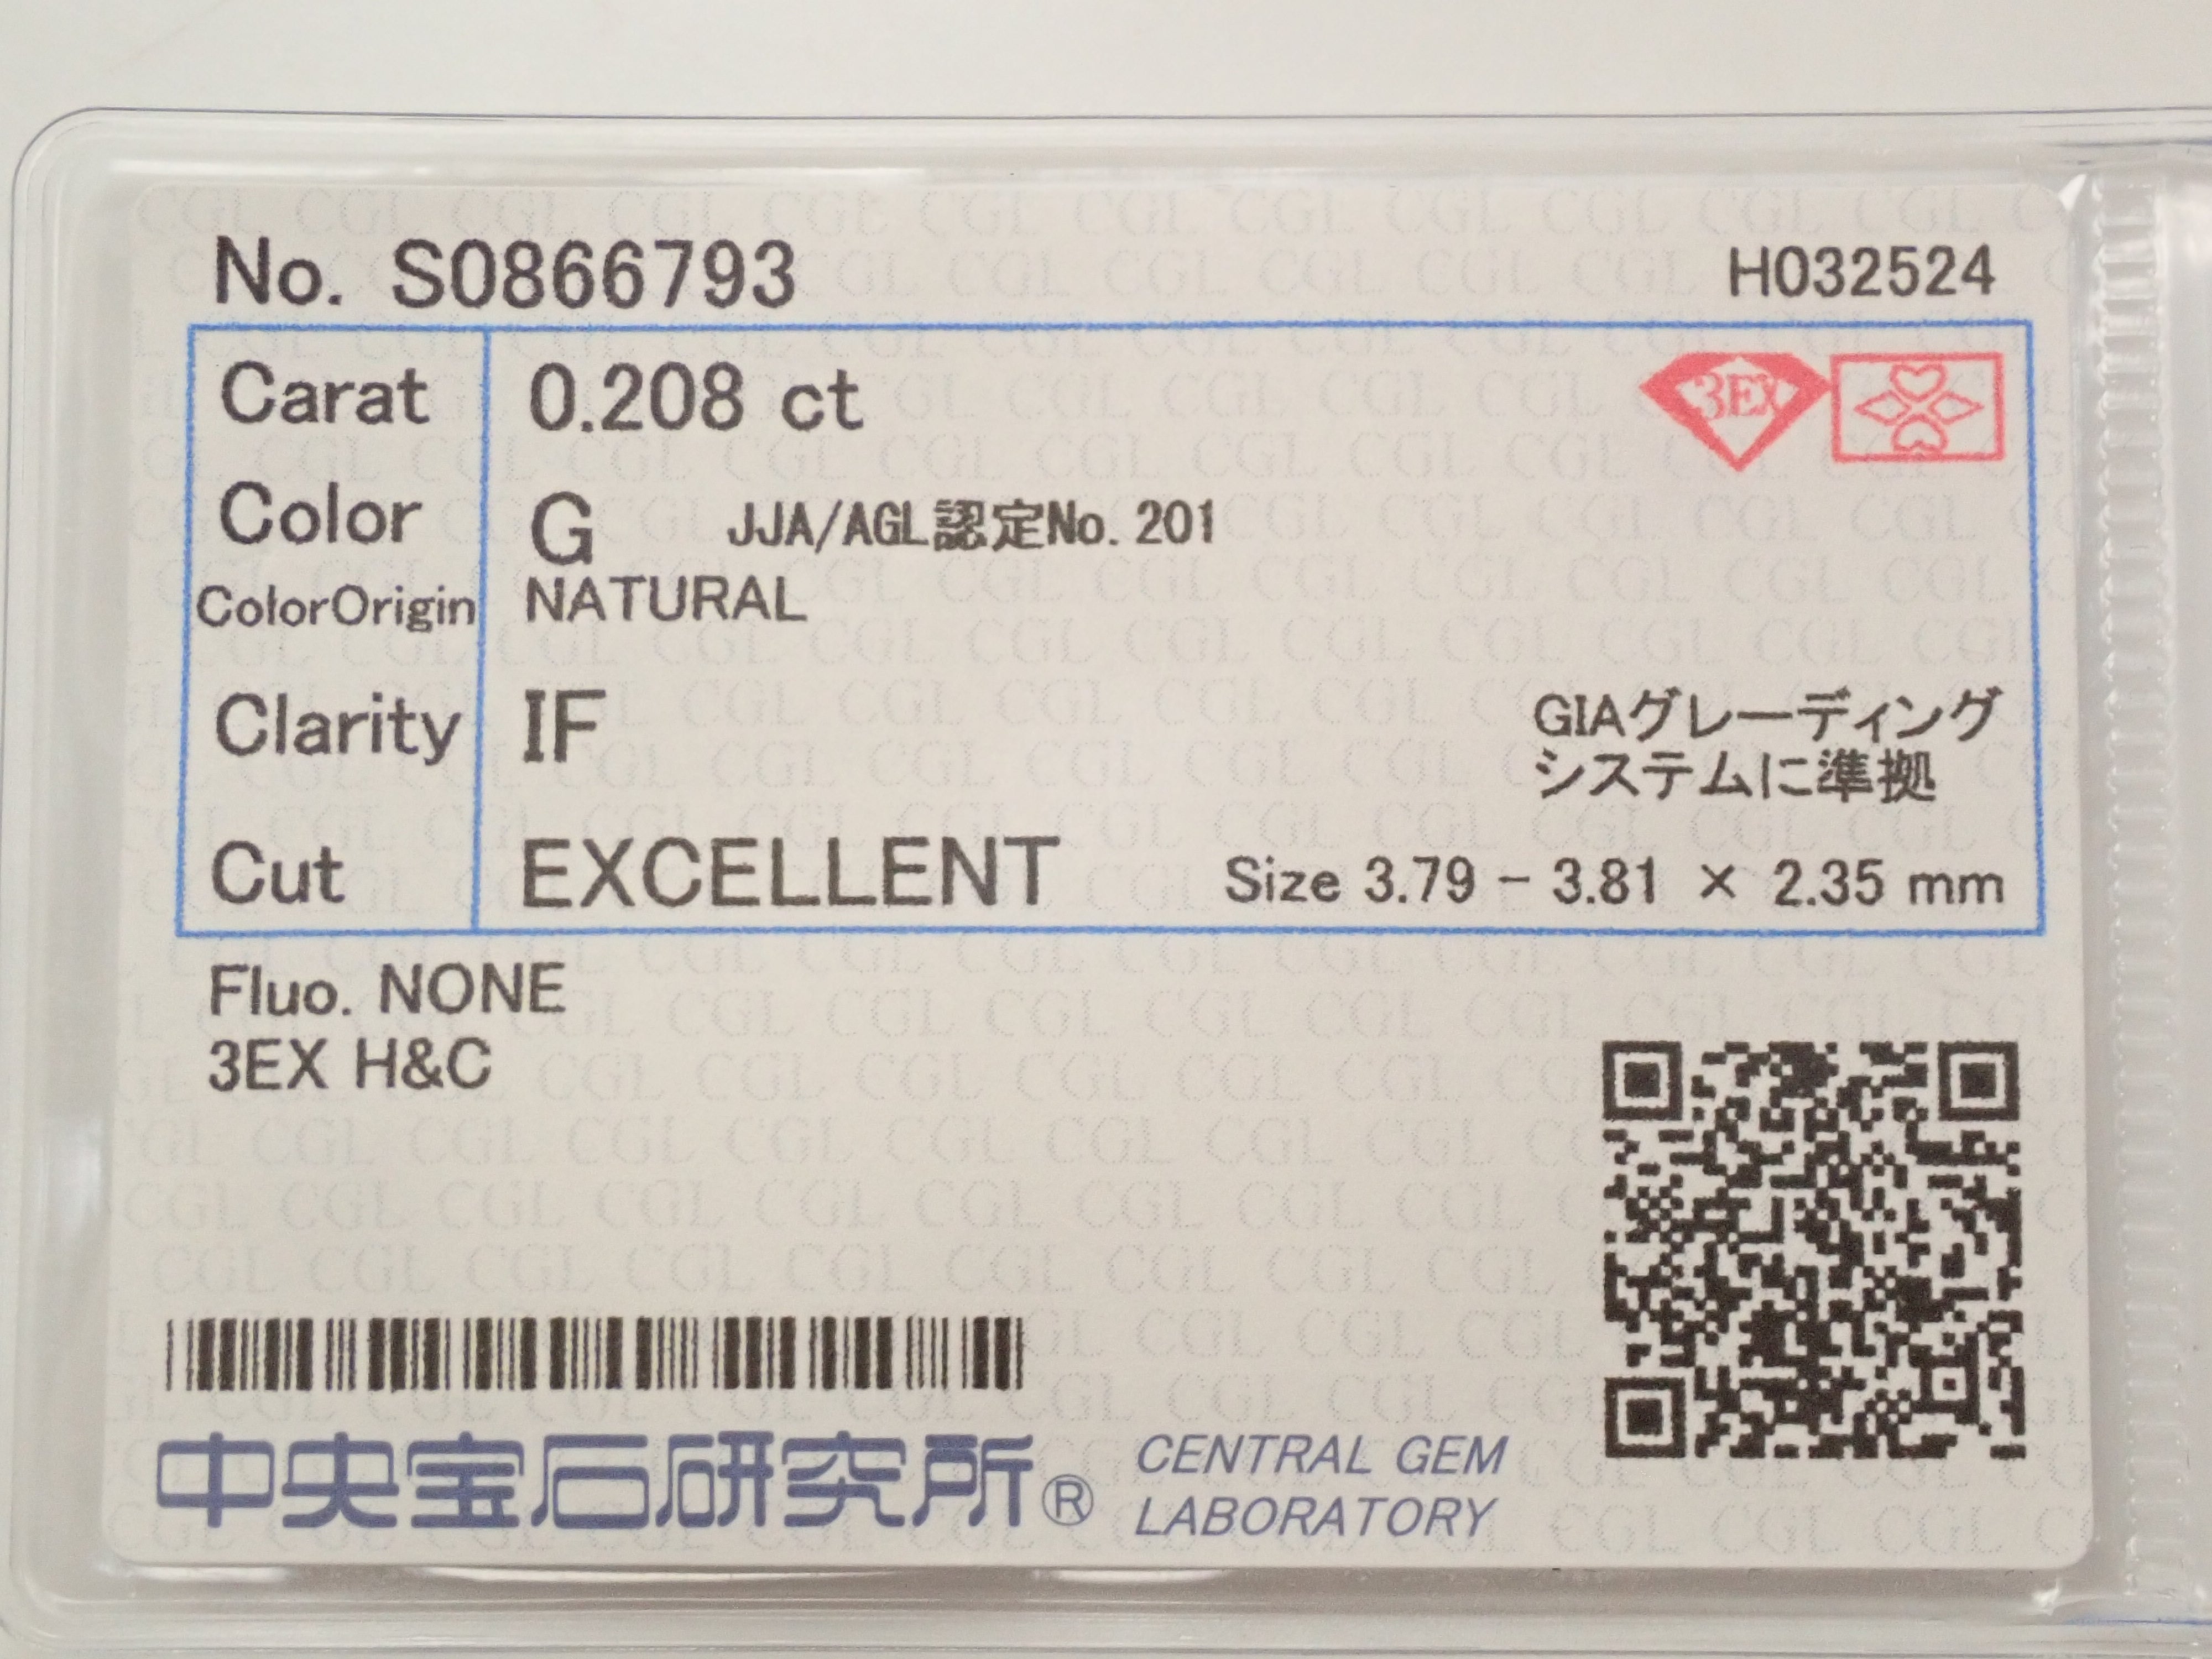 No. S0866793
H032524
Carat 0.208 ct
3EX
Color G JJA/AGL認定No. 201
ColorOrigin NATURAL
Clarity IF
GIAグレーディング
システムに準拠
Cut EXCELLENT Size 3.79 - 3.81 × 2.35 mm
Fluo. NONE
3EX H&C
中央宝石研究所®
CENTRAL GEM
LABORATORY